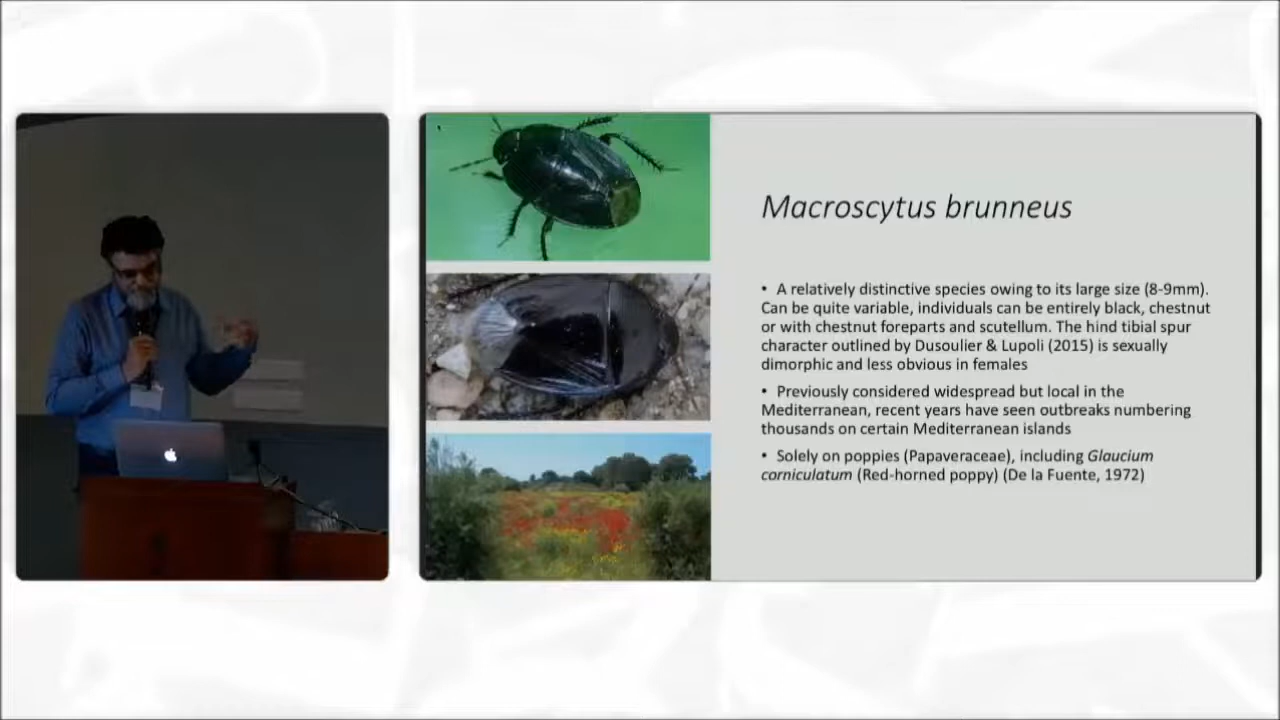 Macroscytus brunneus
• A relatively distinctive species owing to its large size (8-9mm).
Can be quite variable, individuals can be entirely black, chestnut
or with chestnut foreparts and scutellum. The hind tibial spur
character outlined by Dusoulier & Lupoli (2015) is sexually
dimorphic and less obvious in females
• Previously considered widespread but local in the
Mediterranean, recent years have seen outbreaks numbering
thousands on certain Mediterranean islands
• Solely on poppies (Papaveraceae), including Glaucium
corniculatum (Red-horned poppy) (De la Fuente, 1972)